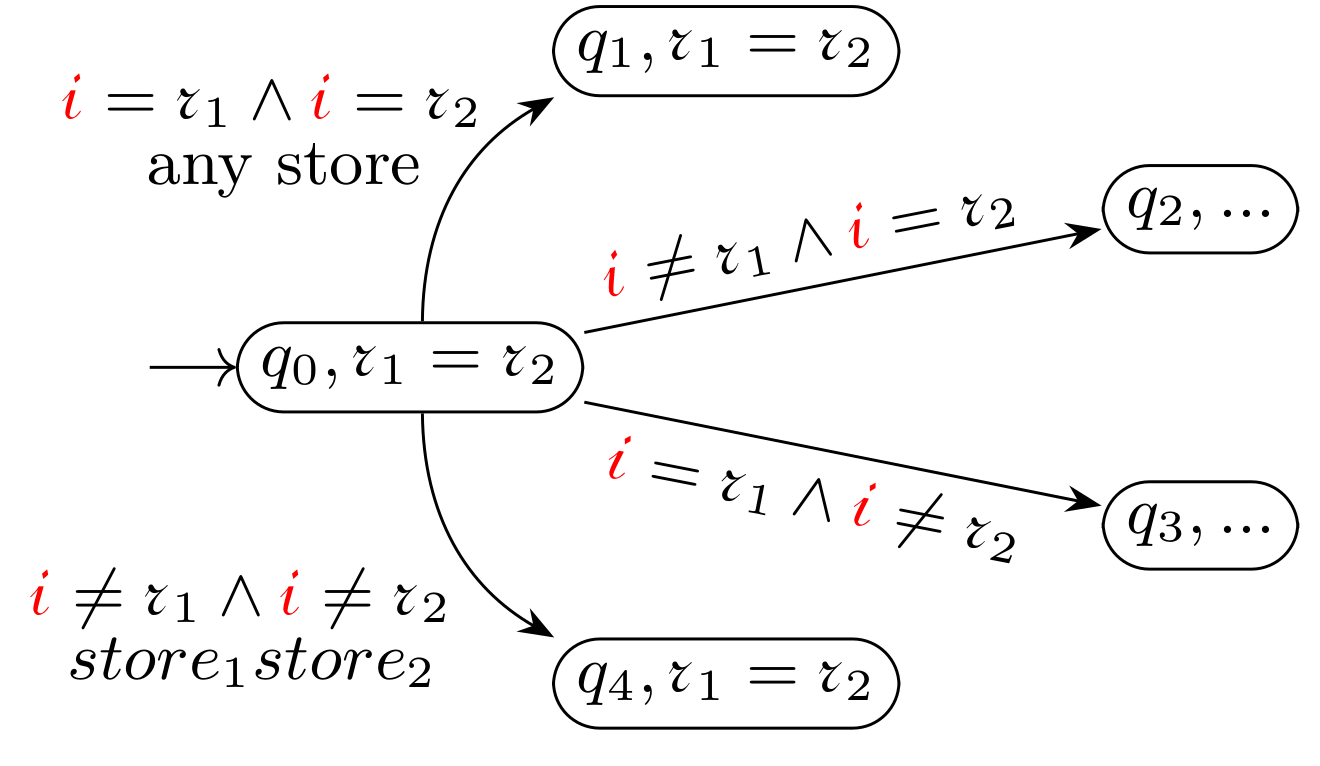 q₁, 𝓇₁ = 𝓇₂
i = 𝓇₁ ∧ i = 𝓇₂
any store
q₂, ...
i ≠ 𝓇₁ ∧ i = 𝓇₂
q₀, 𝓇₁ = 𝓇₂
i = 𝓇₁ ∧ i ≠ 𝓇₂
q₃, ...
i ≠ 𝓇₁ ∧ i ≠ 𝓇₂
store₁store₂
q₄, 𝓇₁ = 𝓇₂